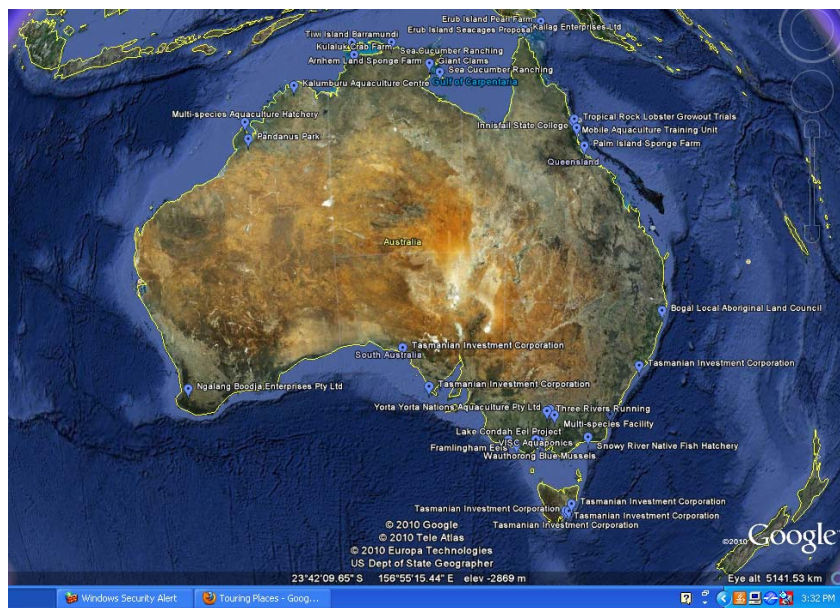 Erub Island Pearl Farm
Kailag Enterprises Ltd
Erub Island Seacages Proposal
Tiwi Island Barramundi
Kulaluk Crab Farm
Sea Cucumber Ranching
Arnhem Land Sponge Farm
Giant Clams
Sea Cucumber Ranching
Gulf of Carpentaria
Kalumburu Aquaculture Centre
Multi-species Aquaculture Hatchery
Tropical Rock Lobster Growout Trials
Innisfail State College
Mobile Aquaculture Training Unit
Pandanus Park
Palm Island Sponge Farm
Queensland
Australia
Bogal Local Aboriginal Land Council
Tasmanian Investment Corporation
South Australia
Tasmanian Investment Corporation
Ngalang Boodja Enterprises Pty Ltd
Tasmanian Investment Corporation
Yorta Yorta Nations Aquaculture Pty Ltd
Three Rivers Running
Multi-species Facility
Lake Condah Eel Project
VISC Aquaponics
Snowy River Native Fish Hatchery
Framlingham Eels
Wauthorong Blue Mussels
Tasmanian Investment Corporation
Tasmanian Investment Corporation
Tasmanian Investment Corporation
Tasmanian Investment Corporation
© 2010 Google
© 2010 Tele Atlas
© 2010 Europa Technologies
US Dept of State Geographer
©2010 Google
23°42'09.65" S 156°55'15.44" E elev -2869 m
Eye alt 5141.53 km
Windows Security Alert
Touring Places - Goog...
3:32 PM